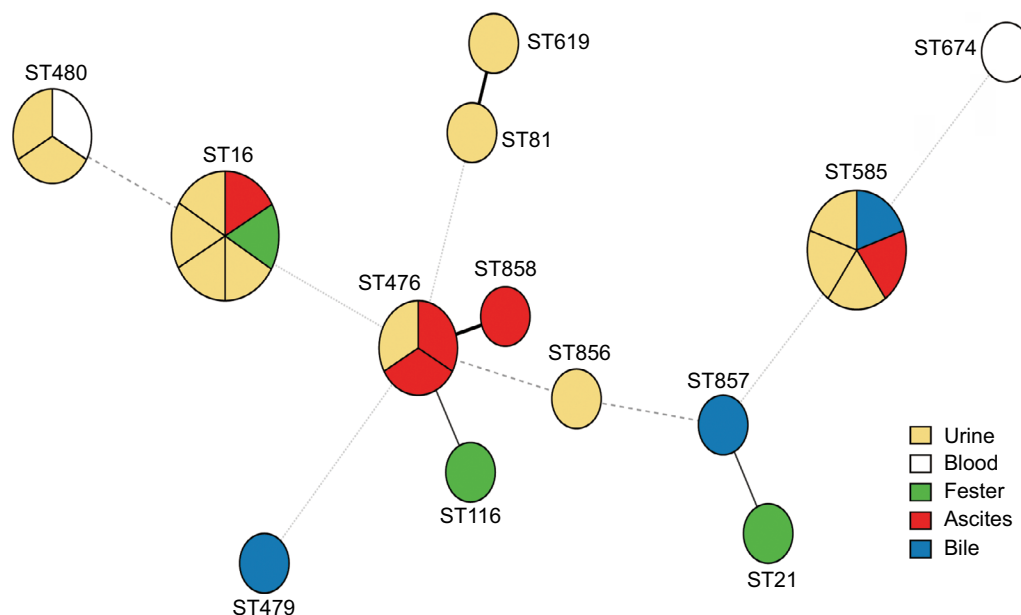 ST619
ST674
ST480
ST81
ST16
ST585
ST858
ST476
ST856
ST857
ST116
ST21
ST479
Urine
Blood
Fester
Ascites
Bile